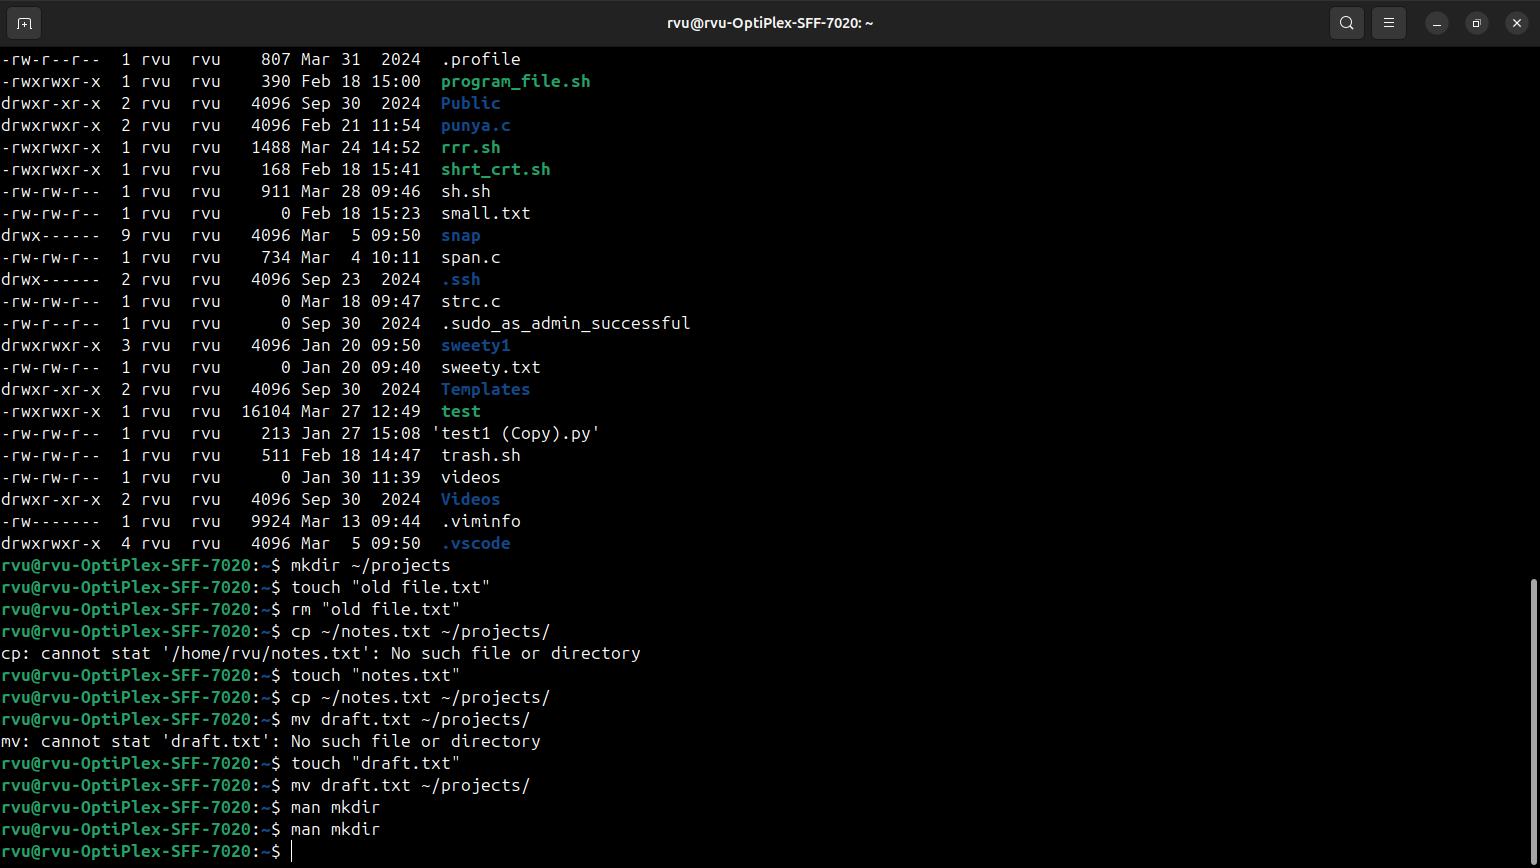 rvu@rvu-OptiPlex-SFF-7020: ~
-rw-r--r--  1 rvu  rvu    807 Mar 31  2024  .profile
-rwxrwxr-x  1 rvu  rvu    390 Feb 18 15:00  program_file.sh
drwxr-xr-x  2 rvu  rvu   4096 Sep 30  2024  Public
drwxrwxr-x  2 rvu  rvu   4096 Feb 21 11:54  punya.c
-rwxrwxr-x  1 rvu  rvu   1488 Mar 24 14:52  rrr.sh
-rwxrwxr-x  1 rvu  rvu    168 Feb 18 15:41  shrt_crt.sh
-rw-rw-r--  1 rvu  rvu    911 Mar 28 09:46  sh.sh
-rw-rw-r--  1 rvu  rvu      0 Feb 18 15:23  small.txt
drwx------  9 rvu  rvu   4096 Mar  5 09:50  snap
-rw-rw-r--  1 rvu  rvu    734 Mar  4 10:11  span.c
drwx------  2 rvu  rvu   4096 Sep 23  2024  .ssh
-rw-rw-r--  1 rvu  rvu      0 Mar 18 09:47  strc.c
-rw-r--r--  1 rvu  rvu      0 Sep 30  2024  .sudo_as_admin_successful
drwxrwxr-x  3 rvu  rvu   4096 Jan 20 09:50  sweety1
-rw-rw-r--  1 rvu  rvu      0 Jan 20 09:40  sweety.txt
drwxr-xr-x  2 rvu  rvu   4096 Sep 30  2024  Templates
-rwxrwxr-x  1 rvu  rvu  16104 Mar 27 12:49  test
-rw-rw-r--  1 rvu  rvu    213 Jan 27 15:08 'test1 (Copy).py'
-rw-rw-r--  1 rvu  rvu    511 Feb 18 14:47  trash.sh
-rw-rw-r--  1 rvu  rvu      0 Jan 30 11:39  videos
drwxr-xr-x  2 rvu  rvu   4096 Sep 30  2024  Videos
-rw-------  1 rvu  rvu   9924 Mar 13 09:44  .viminfo
drwxrwxr-x  4 rvu  rvu   4096 Mar  5 09:50  .vscode
rvu@rvu-OptiPlex-SFF-7020:~$ mkdir ~/projects
rvu@rvu-OptiPlex-SFF-7020:~$ touch "old file.txt"
rvu@rvu-OptiPlex-SFF-7020:~$ rm "old file.txt"
rvu@rvu-OptiPlex-SFF-7020:~$ cp ~/notes.txt ~/projects/
cp: cannot stat '/home/rvu/notes.txt': No such file or directory
rvu@rvu-OptiPlex-SFF-7020:~$ touch "notes.txt"
rvu@rvu-OptiPlex-SFF-7020:~$ cp ~/notes.txt ~/projects/
rvu@rvu-OptiPlex-SFF-7020:~$ mv draft.txt ~/projects/
mv: cannot stat 'draft.txt': No such file or directory
rvu@rvu-OptiPlex-SFF-7020:~$ touch "draft.txt"
rvu@rvu-OptiPlex-SFF-7020:~$ mv draft.txt ~/projects/
rvu@rvu-OptiPlex-SFF-7020:~$ man mkdir
rvu@rvu-OptiPlex-SFF-7020:~$ man mkdir
rvu@rvu-OptiPlex-SFF-7020:~$